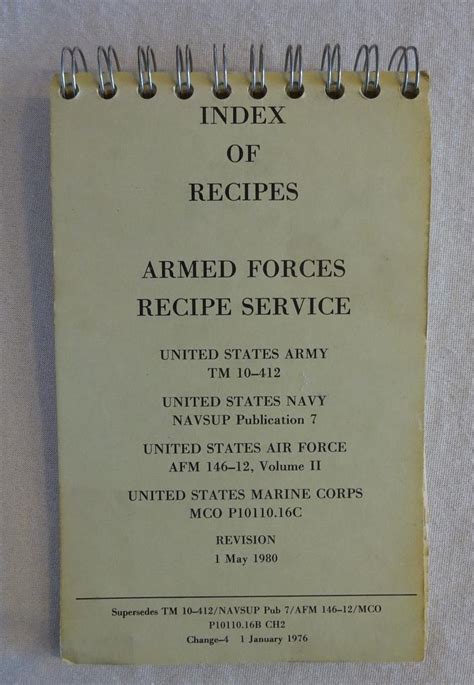 INDEX
OF
RECIPES
ARMED FORCES
RECIPE SERVICE
UNITED STATES ARMY
TM 10–412
UNITED STATES NAVY
NAVSUP Publication 7
UNITED STATES AIR FORCE
AFM 146–12, Volume II
UNITED STATES MARINE CORPS
MCO P10110.16C
REVISION
1 May 1980
Supersedes TM 10–412/NAVSUP Pub 7/AFM 146–12/MCO
P10110.16B CH2
Change–4 1 January 1976